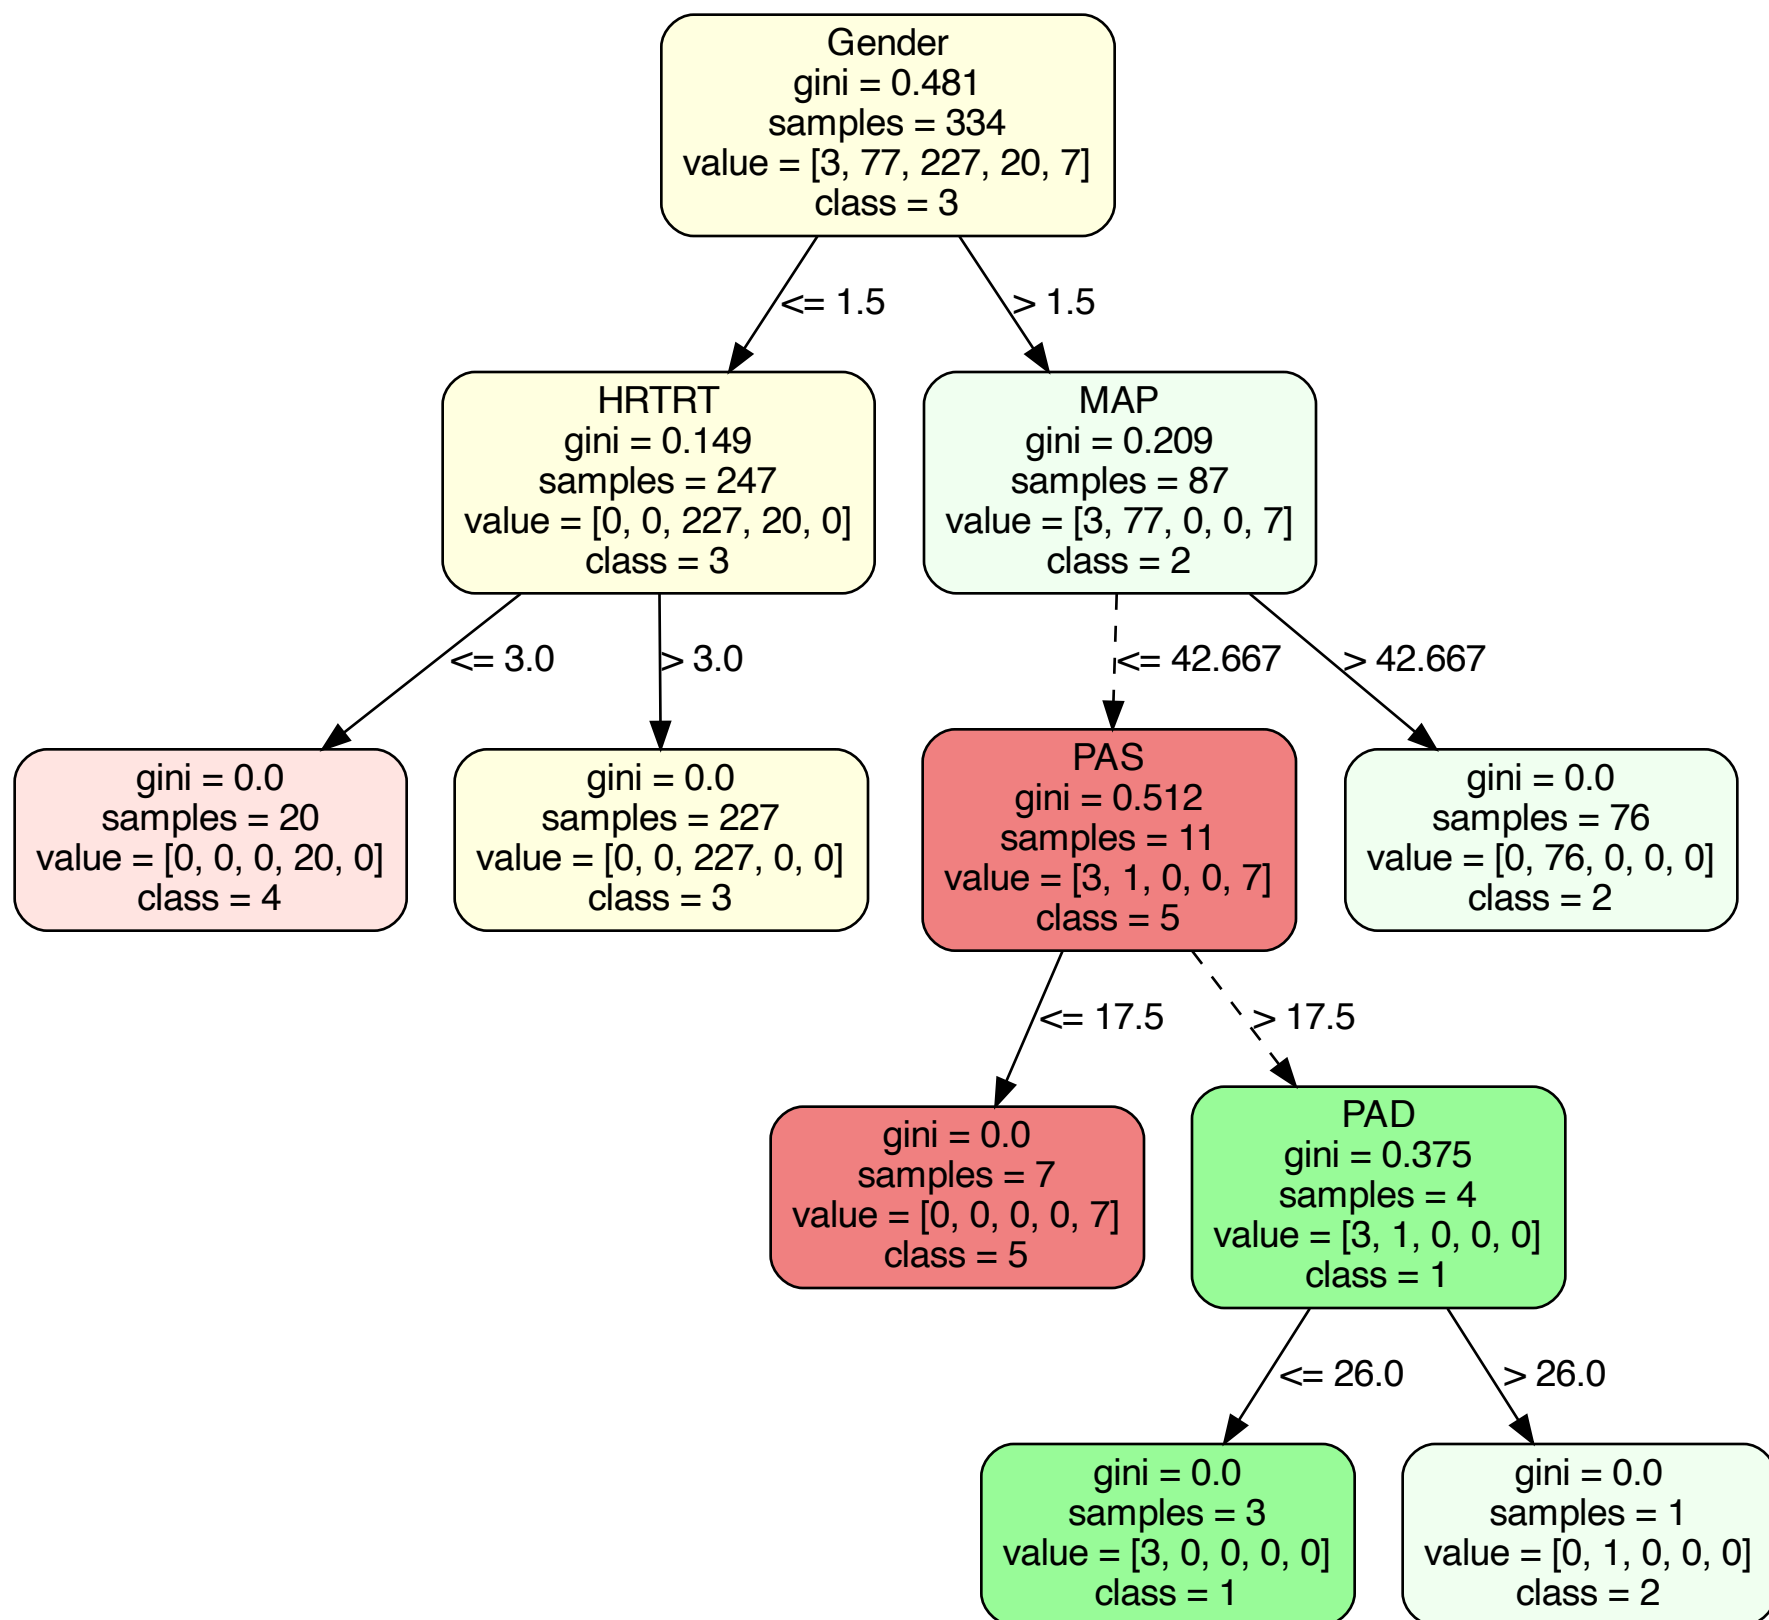 Gender
gini = 0.481
samples = 334
value = [3, 77, 227, 20, 7]
class = 3
<= 1.5
> 1.5
HRTRT
gini = 0.149
samples = 247
value = [0, 0, 227, 20, 0]
class = 3
MAP
gini = 0.209
samples = 87
value = [3, 77, 0, 0, 7]
class = 2
<= 3.0
> 3.0
<= 42.667
> 42.667
gini = 0.0
samples = 20
value = [0, 0, 0, 20, 0]
class = 4
gini = 0.0
samples = 227
value = [0, 0, 227, 0, 0]
class = 3
PAS
gini = 0.512
samples = 11
value = [3, 1, 0, 0, 7]
class = 5
gini = 0.0
samples = 76
value = [0, 76, 0, 0, 0]
class = 2
<= 17.5
> 17.5
gini = 0.0
samples = 7
value = [0, 0, 0, 0, 7]
class = 5
PAD
gini = 0.375
samples = 4
value = [3, 1, 0, 0, 0]
class = 1
<= 26.0
> 26.0
gini = 0.0
samples = 3
value = [3, 0, 0, 0, 0]
class = 1
gini = 0.0
samples = 1
value = [0, 1, 0, 0, 0]
class = 2